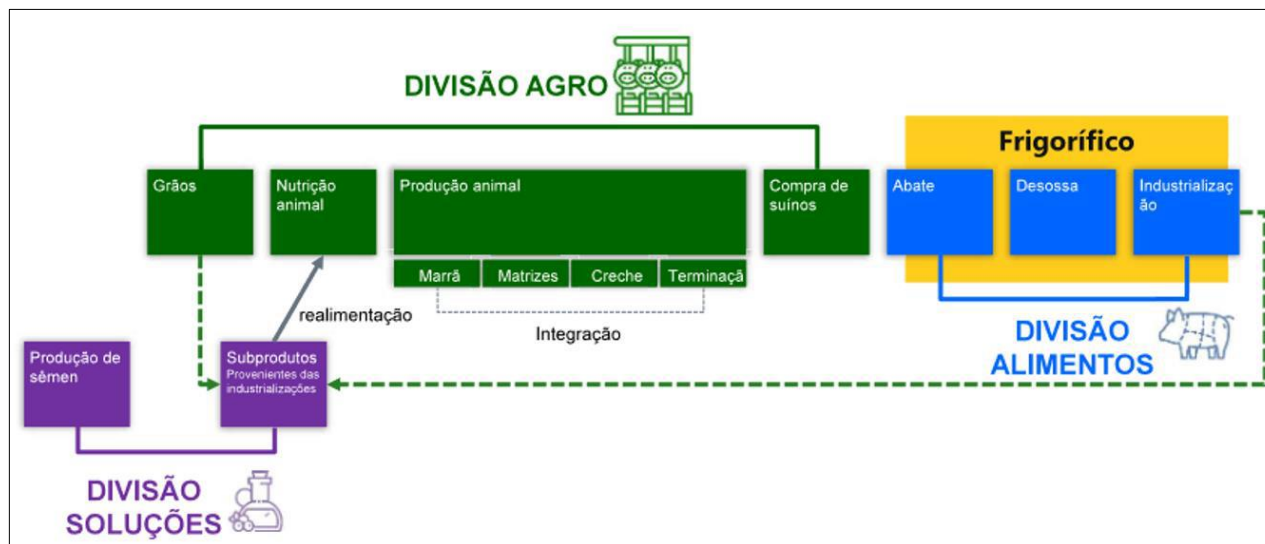 DIVISÃO AGRO
Frigorífico
Grãos
Nutrição
animal
Produção animal
Compra de
suínos
Abate
Desossa
Industrializaç
ão
Marrã
Matrizes
Creche
Terminaçã
realimentação
Integração
DIVISÃO
ALIMENTOS
Produção de
sêmen
Subprodutos
Provenientes das
industrializações
DIVISÃO
SOLUÇÕES